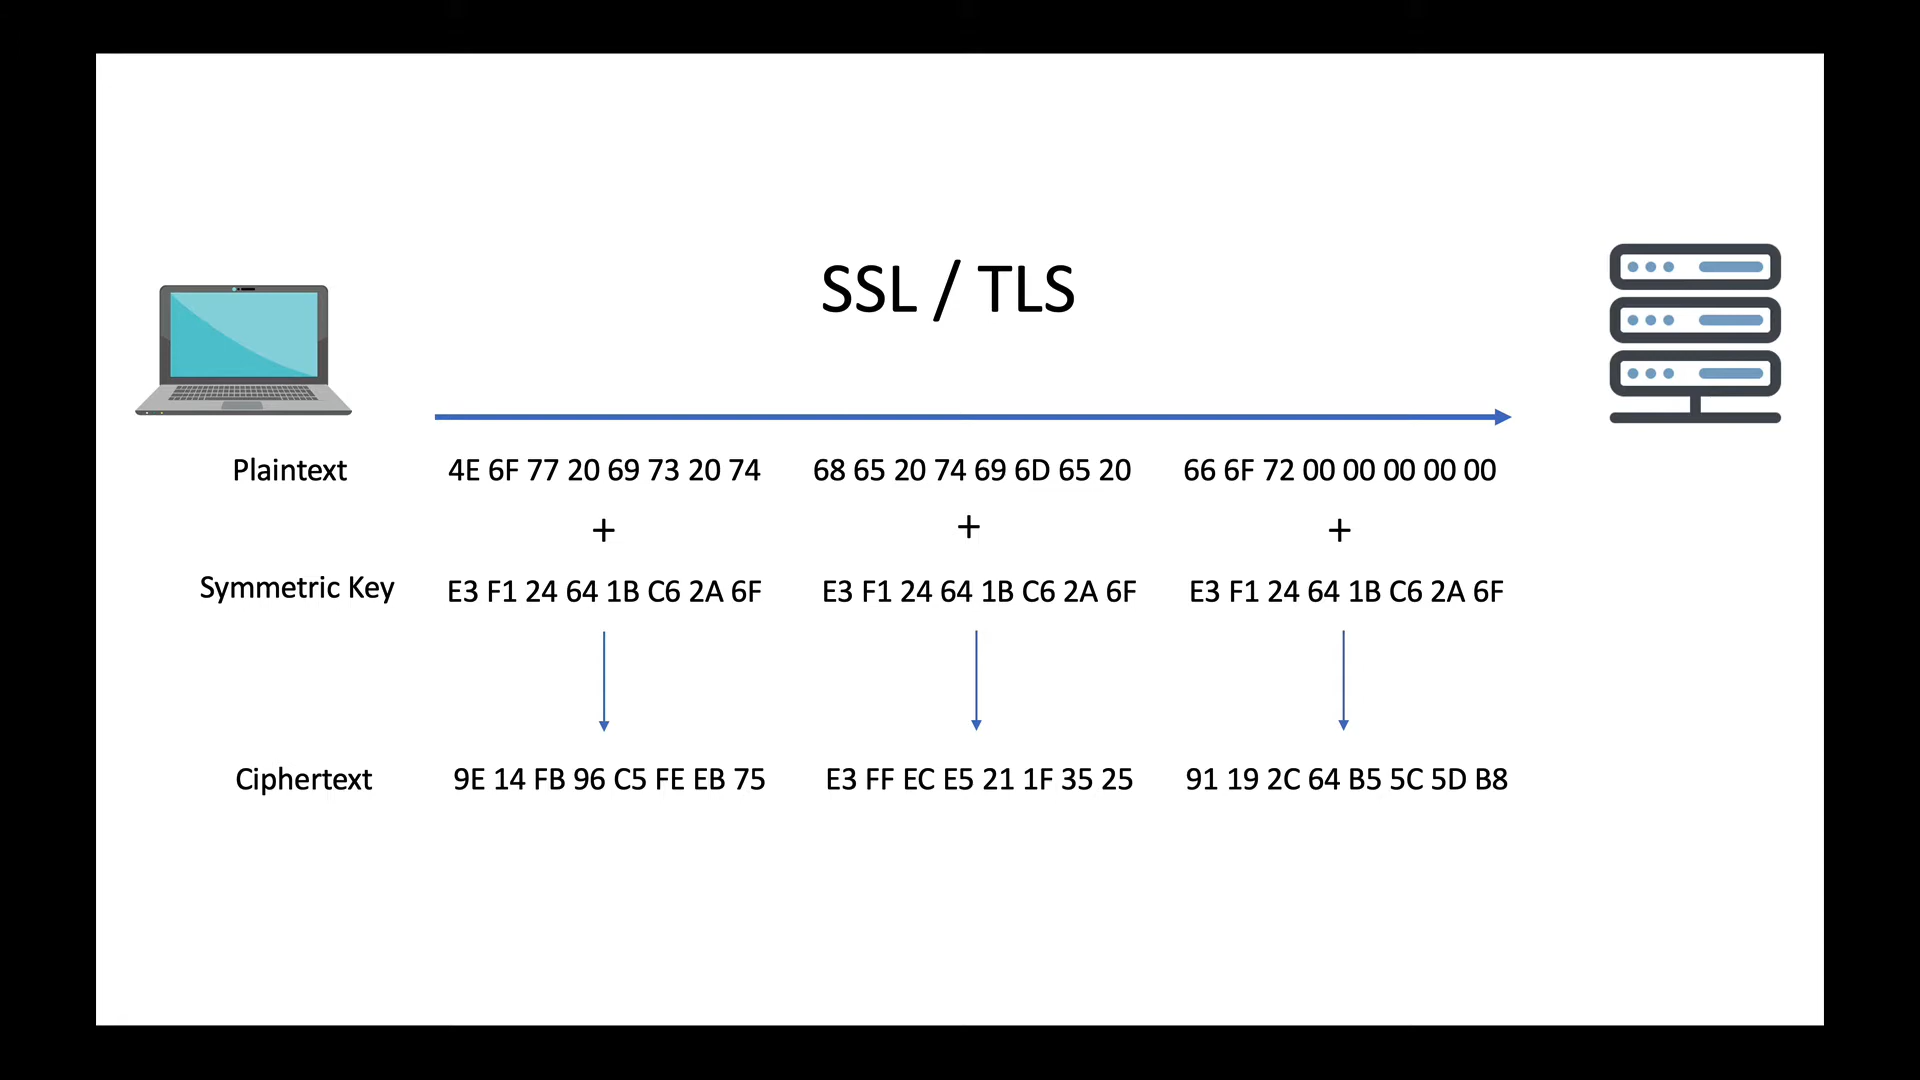 SSL / TLS
Plaintext 4E 6F 77 20 69 73 20 74 68 65 20 74 69 6D 65 20 66 6F 72 00 00 00 00 00
+ + +
Symmetric Key E3 F1 24 64 1B C6 2A 6F E3 F1 24 64 1B C6 2A 6F E3 F1 24 64 1B C6 2A 6F
Ciphertext 9E 14 FB 96 C5 FE EB 75 E3 FF EC E5 21 1F 35 25 91 19 2C 64 B5 5C 5D B8